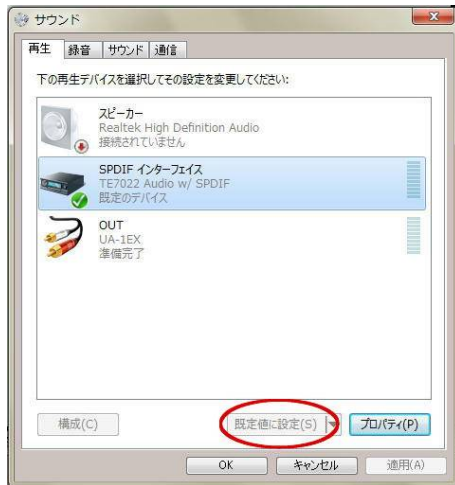 サウンド
再生 録音 サウンド 通信
下の再生デバイスを選択してその設定を変更してください:
スピーカー
Realtek High Definition Audio
接続されていません
SPDIF インターフェイス
TE7022 Audio w/ SPDIF
既定のデバイス
OUT
UA-1EX
準備完了
構成(C) 既定値に設定(S) プロパティ(P)
OK キャンセル 適用(A)